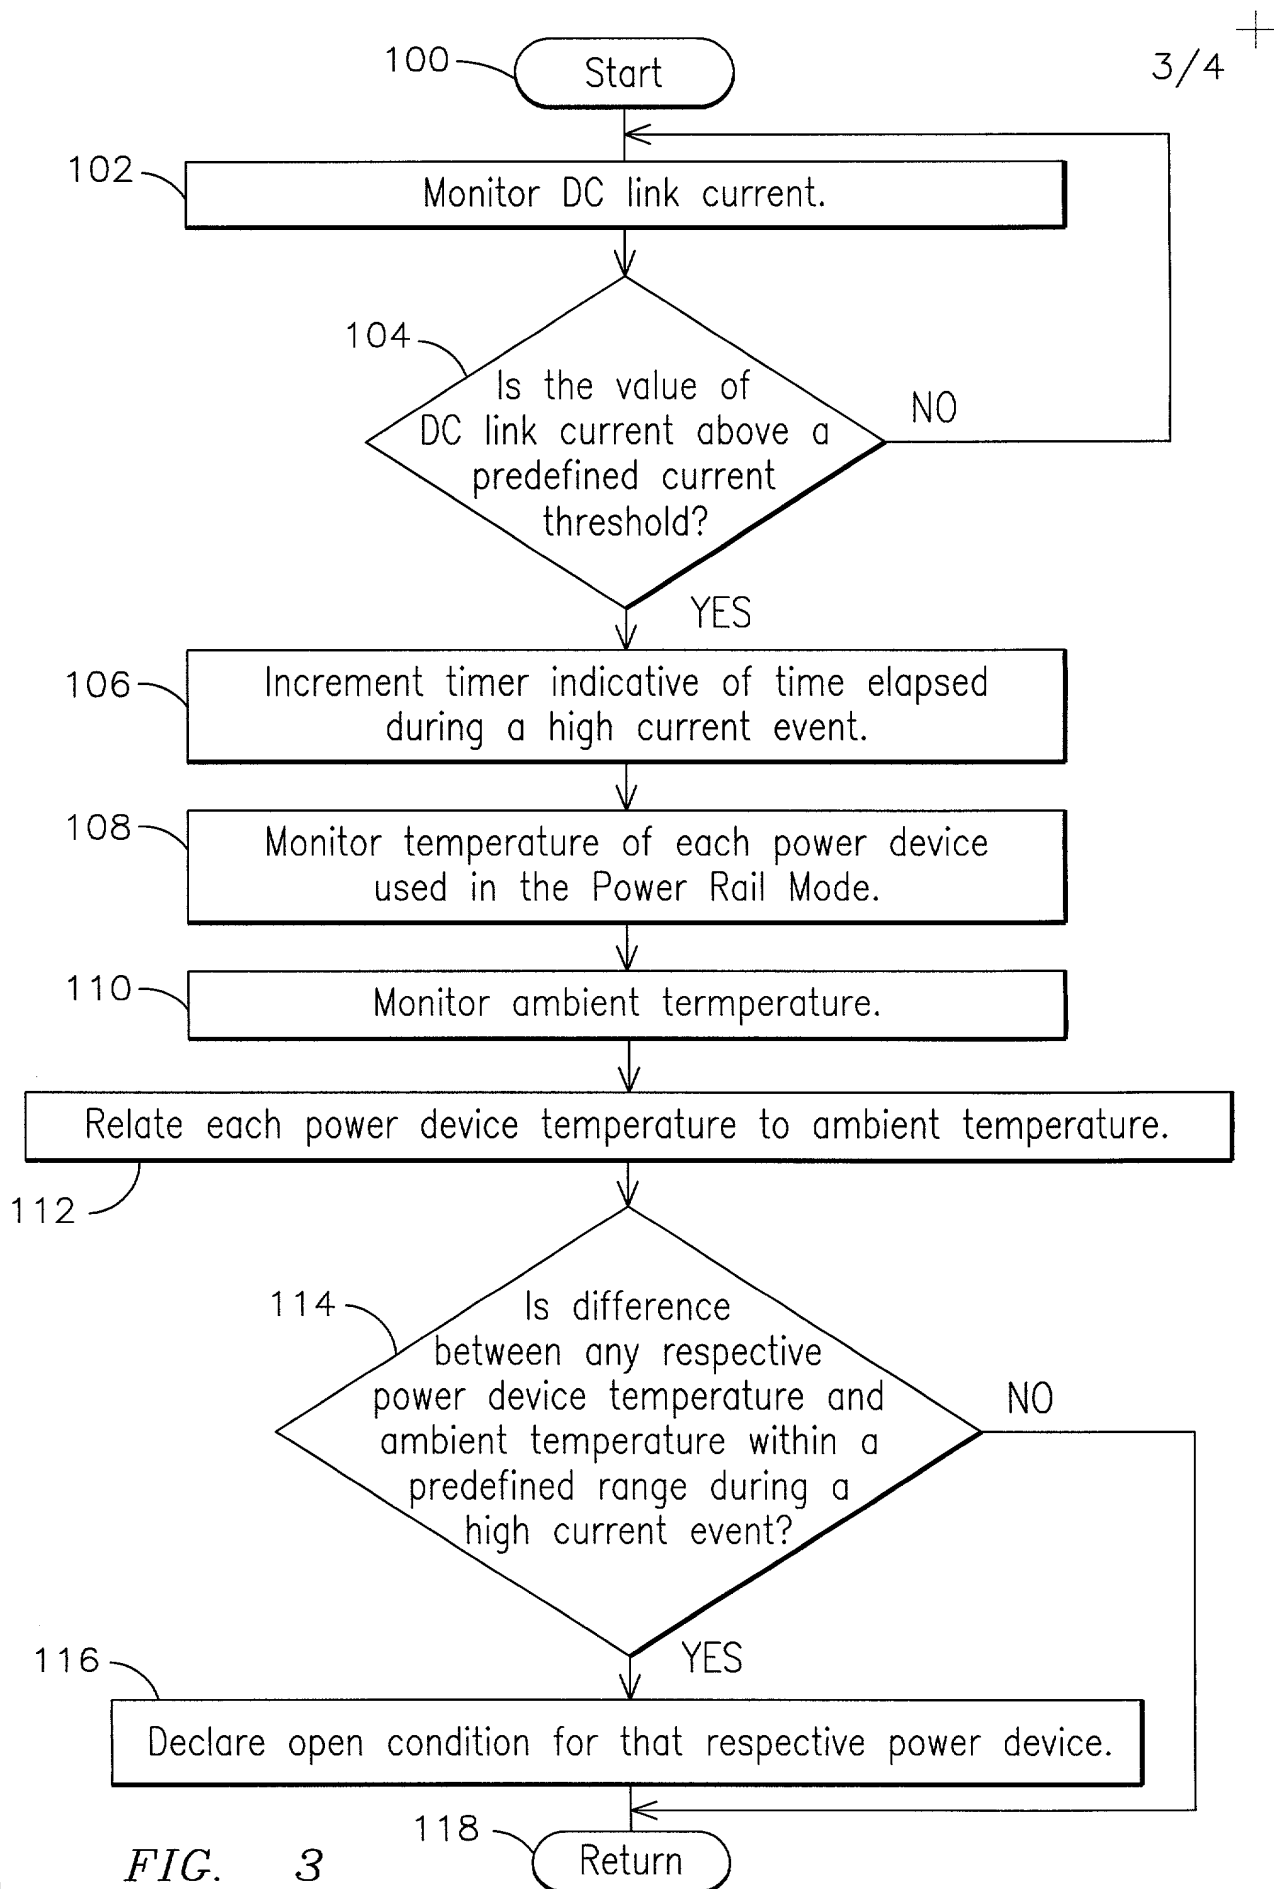 3/4
100
Start
102
Monitor DC link current.
104
Is the value of
DC link current above a
predefined current
threshold?
NO
YES
106
Increment timer indicative of time elapsed
during a high current event.
108
Monitor temperature of each power device
used in the Power Rail Mode.
110
Monitor ambient termperature.
Relate each power device temperature to ambient temperature.
112
114
Is difference
between any respective
power device temperature and
ambient temperature within a
predefined range during a
high current event?
NO
YES
116
Declare open condition for that respective power device.
118
Return
FIG. 3